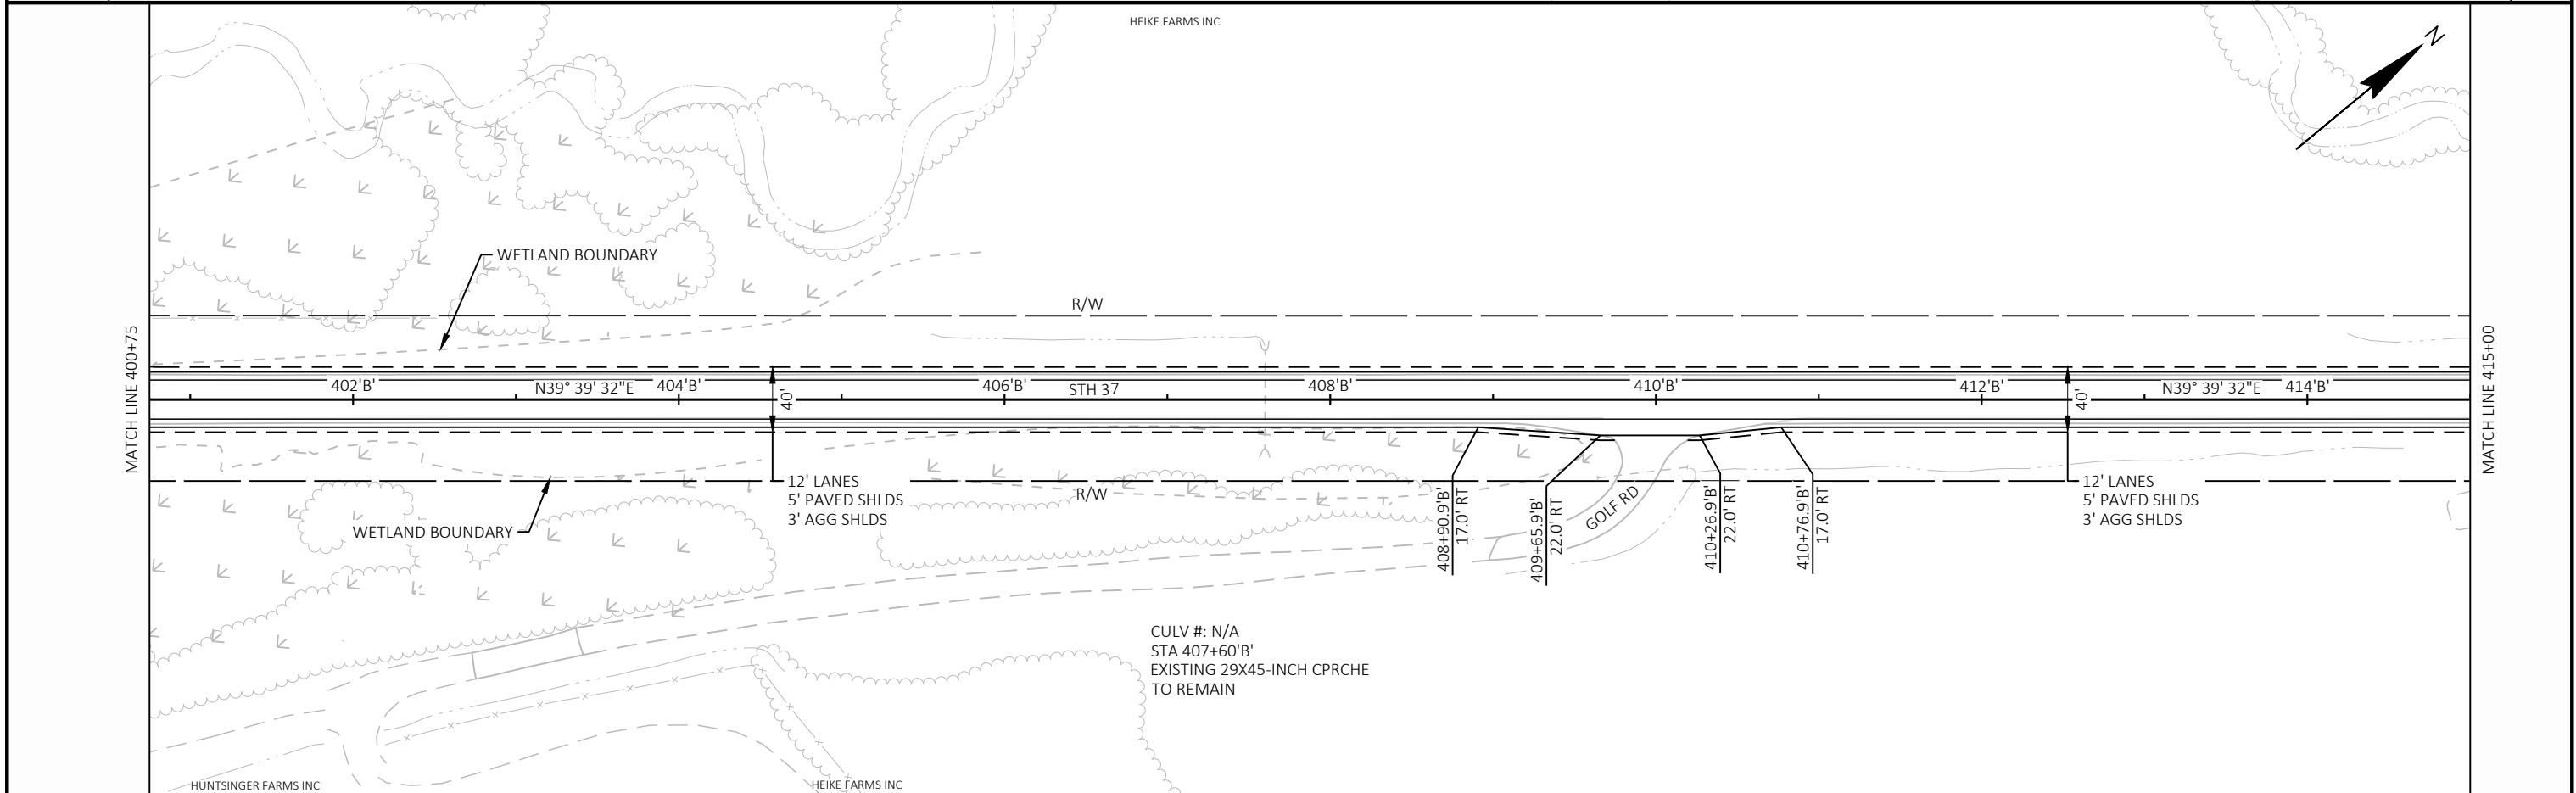 HEIKE FARMS INC
N
WETLAND BOUNDARY
R/W
MATCH LINE 400+75
MATCH LINE 415+00
402'B'
N39° 39' 32"E
404'B'
40'
406'B'
STH 37
408'B'
410'B'
412'B'
40'
N39° 39' 32"E
414'B'
12' LANES
5' PAVED SHLDS
3' AGG SHLDS
R/W
WETLAND BOUNDARY
408+90.9'B'
17.0' RT
409+65.9'B'
22.0' RT
GOLF RD
410+26.9'B'
22.0' RT
410+76.9'B'
17.0' RT
12' LANES
5' PAVED SHLDS
3' AGG SHLDS
CULV #: N/A
STA 407+60'B'
EXISTING 29X45-INCH CPRCHE
TO REMAIN
HUNTSINGER FARMS INC
HEIKE FARMS INC